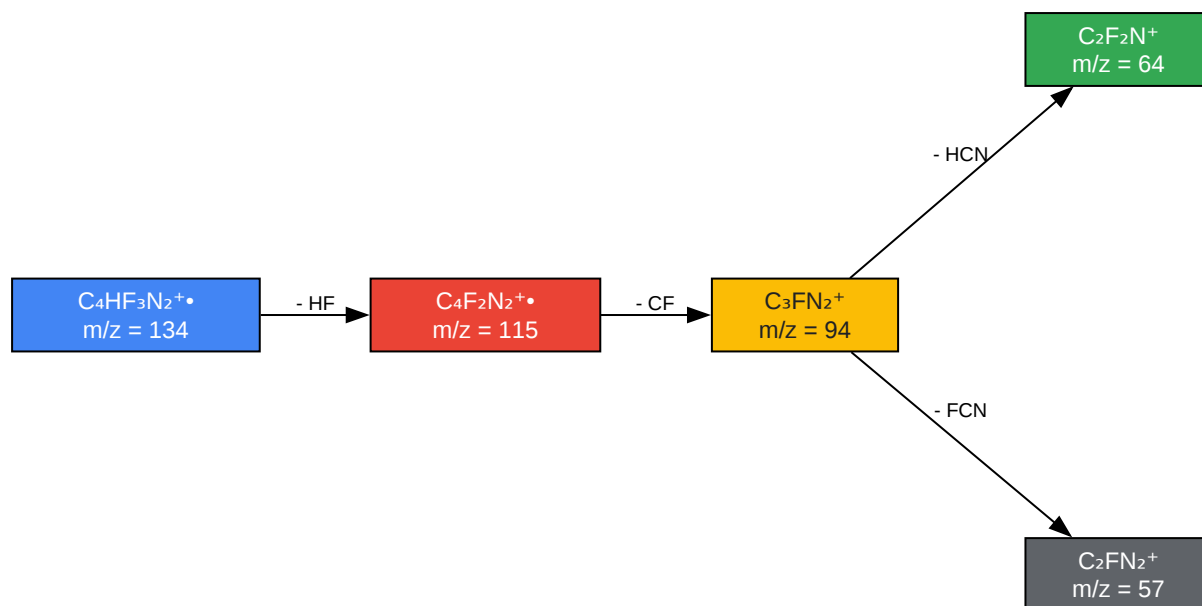 C₂F₂N⁺
m/z = 64
- HCN
C₄HF₃N₂⁺•
m/z = 134
- HF
C₄F₂N₂⁺•
m/z = 115
- CF
C₃FN₂⁺
m/z = 94
- FCN
C₂FN₂⁺
m/z = 57